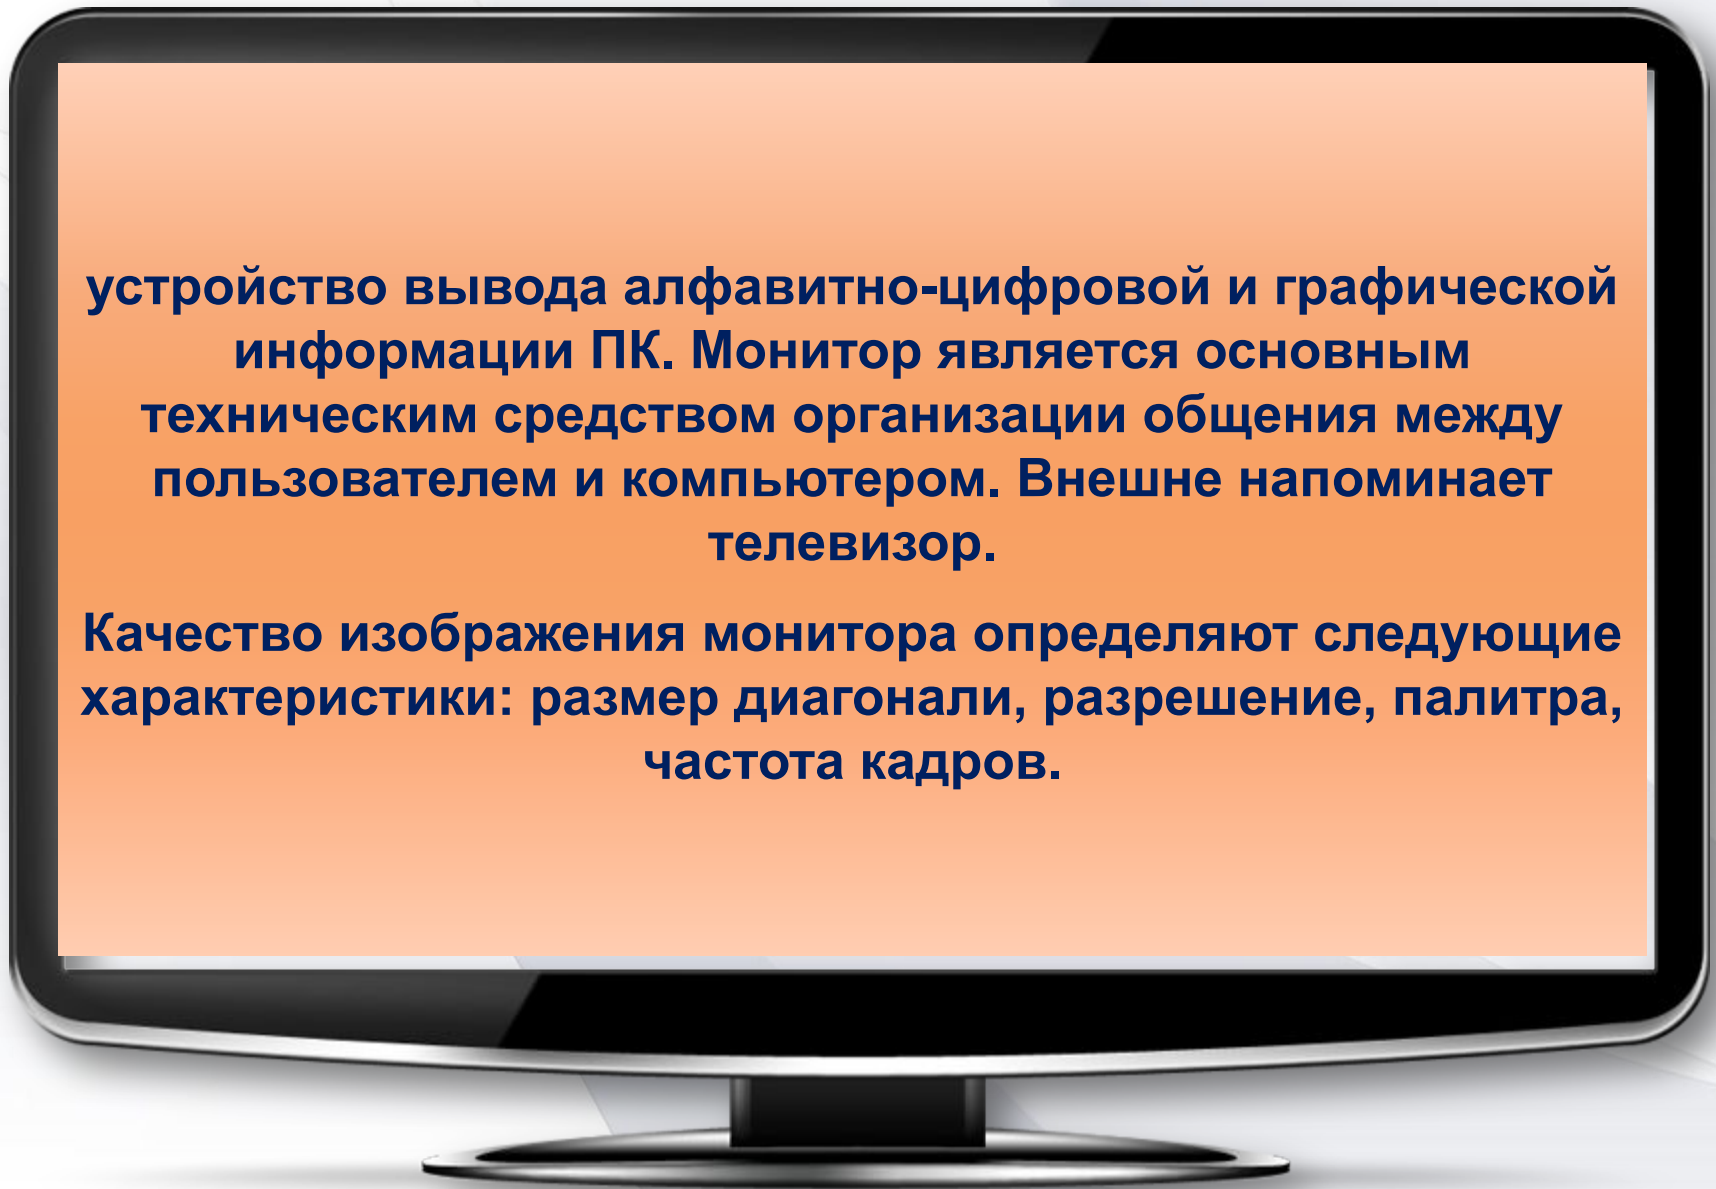 устройство вывода алфавитно-цифровой и графической
информации ПК. Монитор является основным
техническим средством организации общения между
пользователем и компьютером. Внешне напоминает
телевизор.
Качество изображения монитора определяют следующие
характеристики: размер диагонали, разрешение, палитра,
частота кадров.